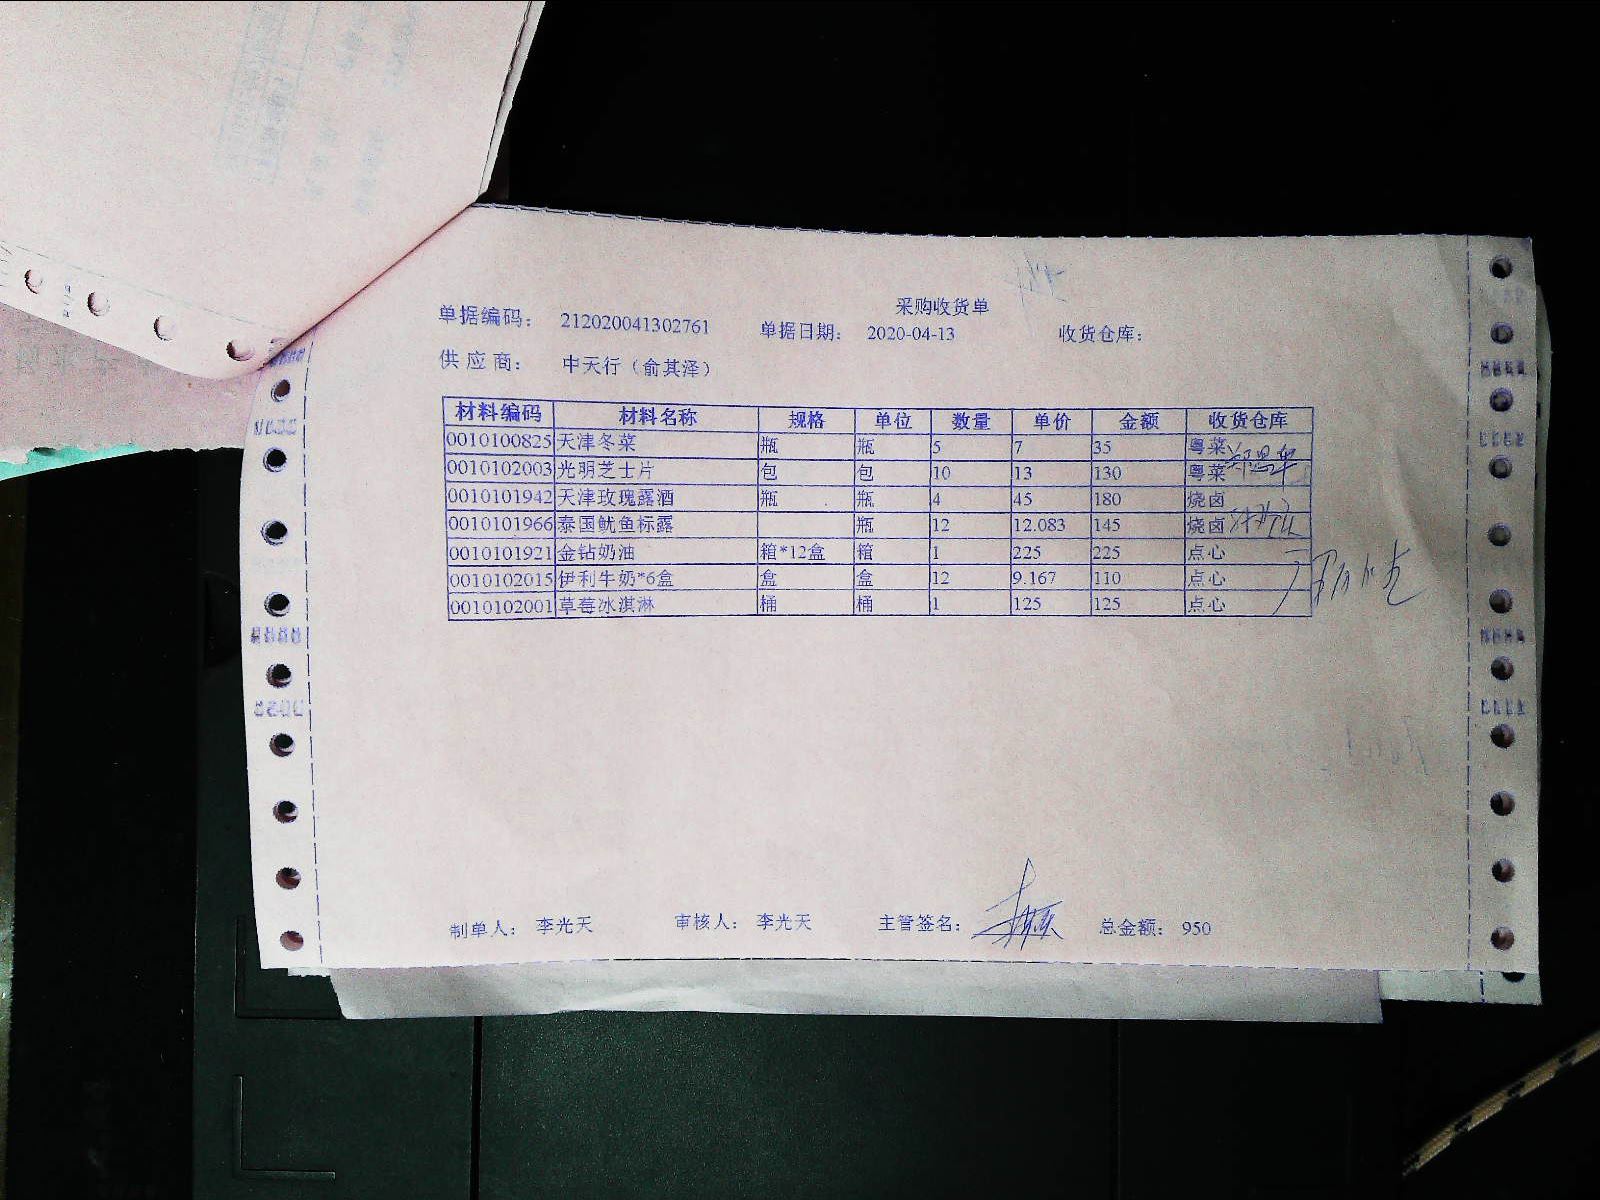 采购收货单
单据编码： 212020041302761 单据日期： 2020-04-13 收货仓库：
供应商： 中天行（俞其泽）
材料编码 材料名称 规格 单位 数量 单价 金额 收货仓库
0010100825 天津冬菜 瓶 瓶 5 7 35 粤菜
0010102003 光明芝士片 包 包 10 13 130 粤菜
0010101942 天津玫瑰露酒 瓶 瓶 4 45 180 烧卤
0010101966 泰国鱿鱼标露 瓶 12 12.083 145 烧卤
0010101921 金钻奶油 箱*12盒 箱 1 225 225 点心
0010102015 伊利牛奶*6盒 盒 盒 12 9.167 110 点心
0010102001 草莓冰淇淋 桶 桶 1 125 125 点心
制单人： 李光天 审核人： 李光天 主管签名： 总金额： 950